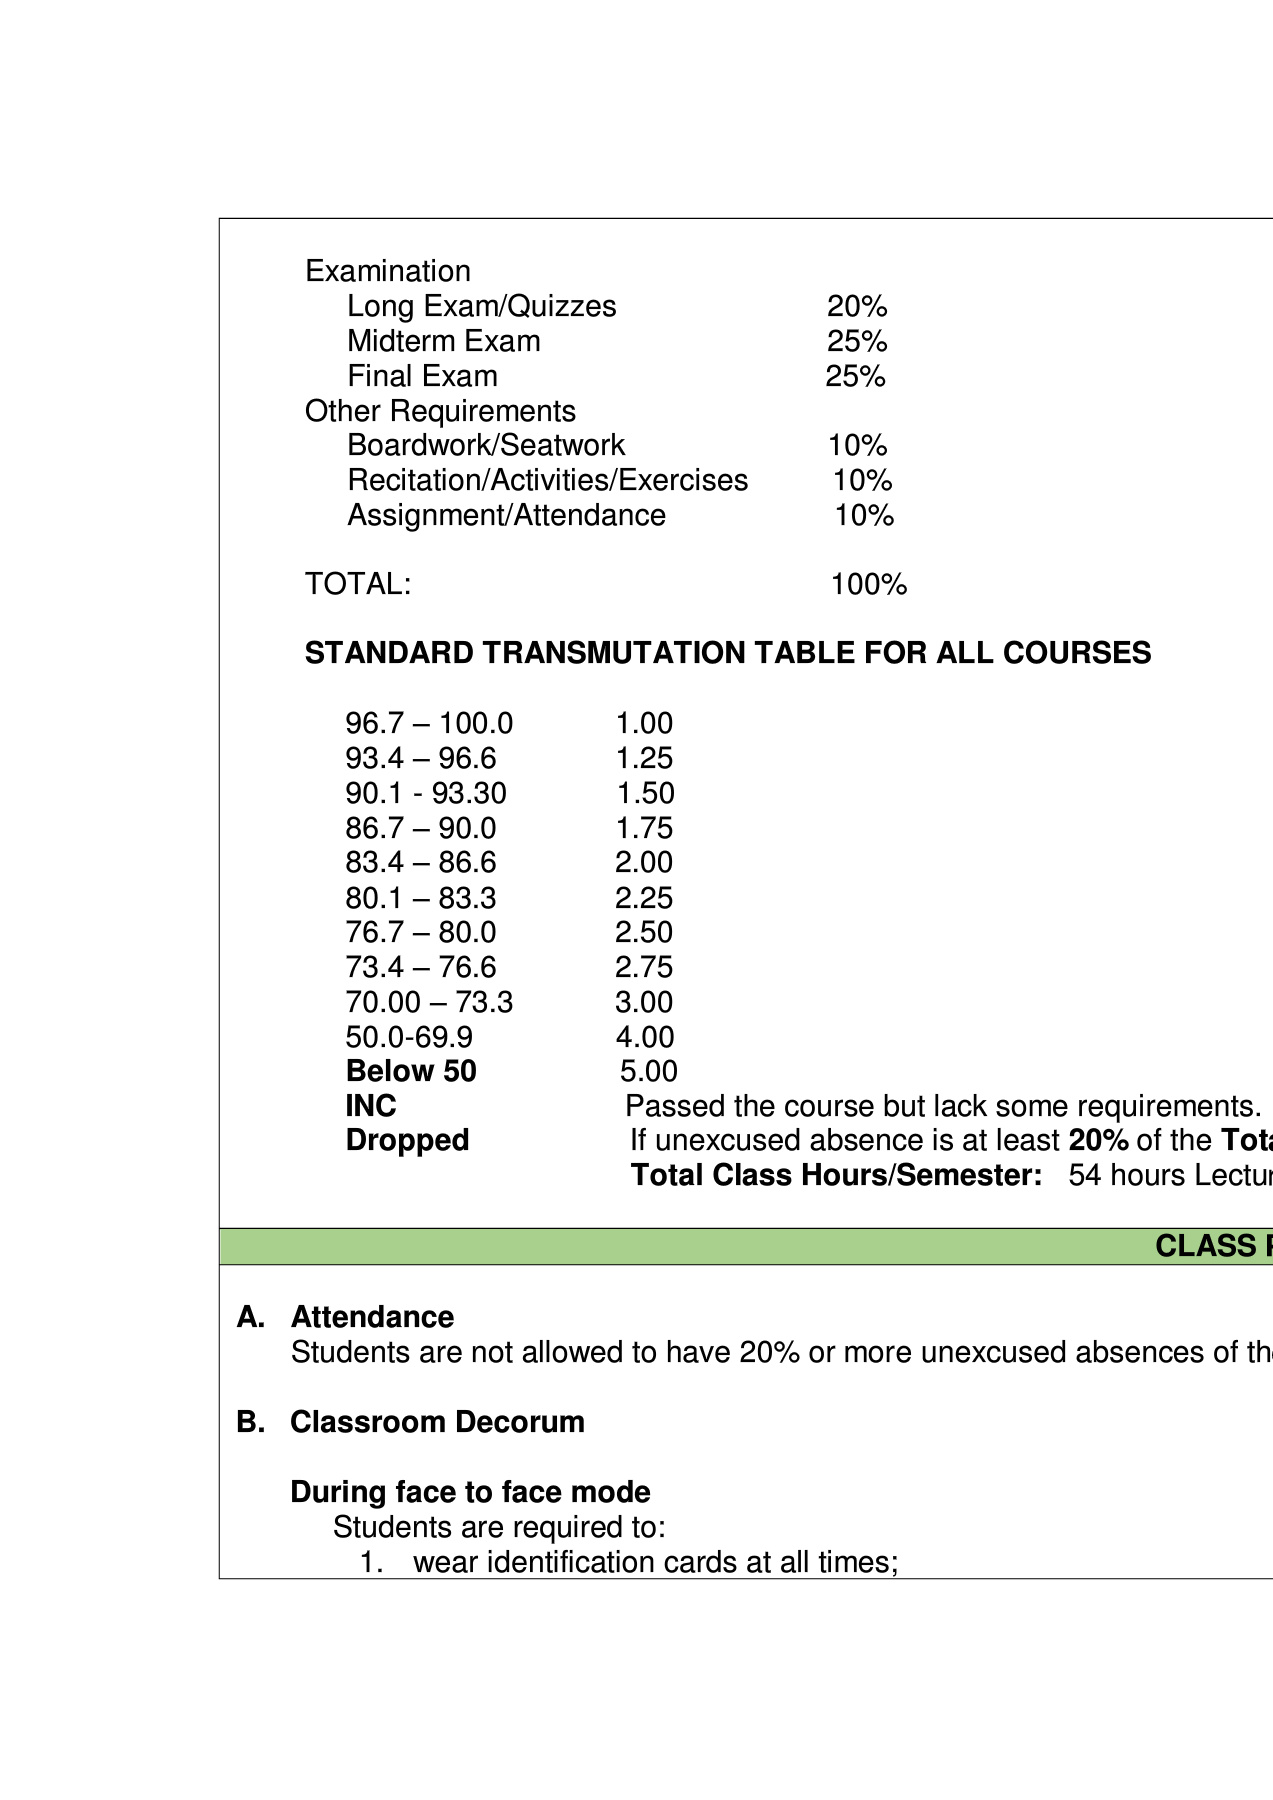 Examination
Long Exam/Quizzes 20%
Midterm Exam 25%
Final Exam 25%
Other Requirements
Boardwork/Seatwork 10%
Recitation/Activities/Exercises 10%
Assignment/Attendance 10%
TOTAL: 100%
STANDARD TRANSMUTATION TABLE FOR ALL COURSES
96.7 – 100.0 1.00
93.4 – 96.6 1.25
90.1 - 93.30 1.50
86.7 – 90.0 1.75
83.4 – 86.6 2.00
80.1 – 83.3 2.25
76.7 – 80.0 2.50
73.4 – 76.6 2.75
70.00 – 73.3 3.00
50.0-69.9 4.00
Below 50 5.00
INC Passed the course but lack some requirements.
Dropped If unexcused absence is at least 20% of the
Total Class Hours/Semester: 54 hours
CLASS
A. Attendance
Students are not allowed to have 20% or more unexcused absences of
B. Classroom Decorum
During face to face mode
Students are required to:
1. wear identification cards at all times;